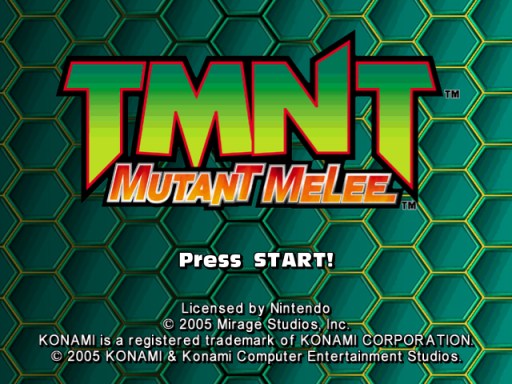 TMNT™
MUTANT MELEE™
Press START!
Licensed by Nintendo
© 2005 Mirage Studios, Inc.
KONAMI is a registered trademark of KONAMI CORPORATION.
© 2005 KONAMI & Konami Computer Entertainment Studios.